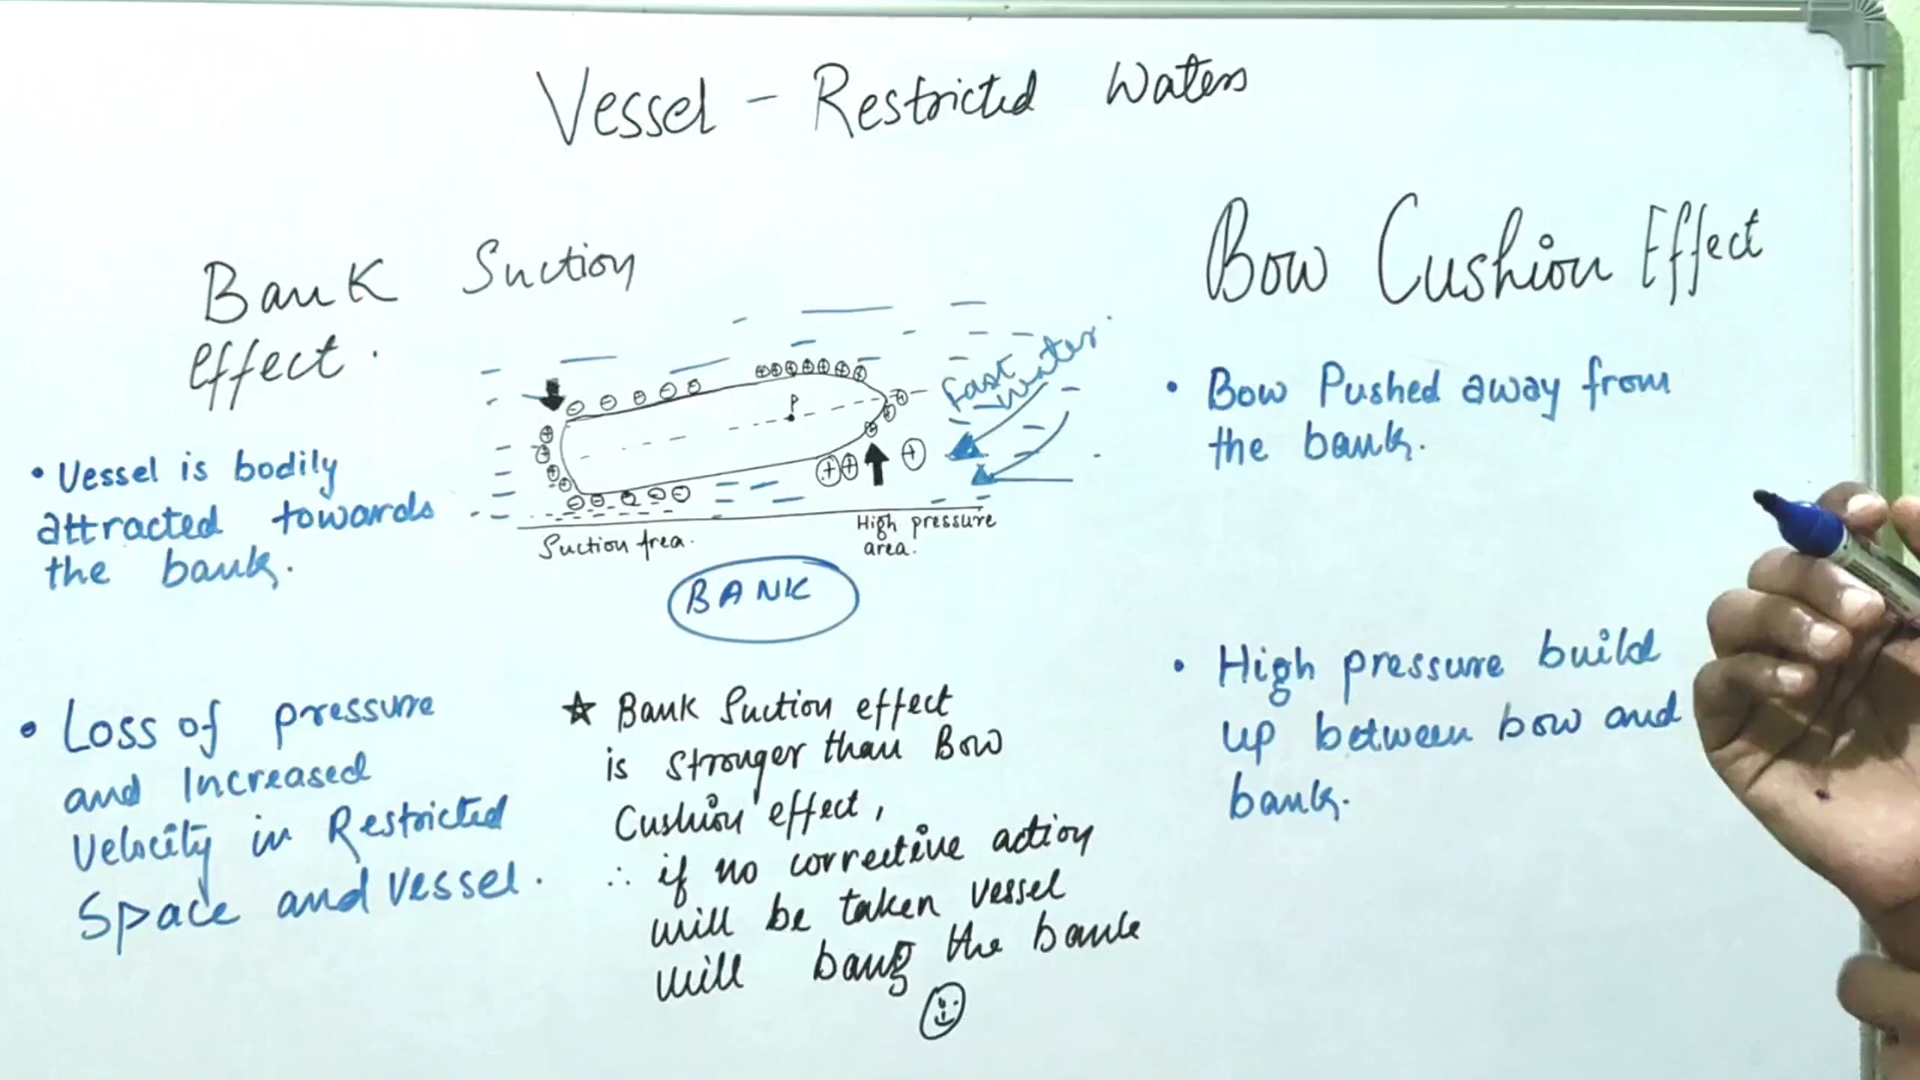 Vessel - Restricted Waters
Bank Suction
effect.
• Vessel is bodily
attracted towards
the bank.
• Loss of pressure
and Increased
Velocity in Restricted
Space and vessel.
P
Fast
water
Suction Area.
High pressure
area.
BANK
☆ Bank Suction effect
is stronger than Bow
Cushion effect,
∴ if no corrective action
will be taken vessel
will bang the bank
Bow Cushion Effect
• Bow Pushed away from
the bank.
• High pressure build
up between bow and
bank.